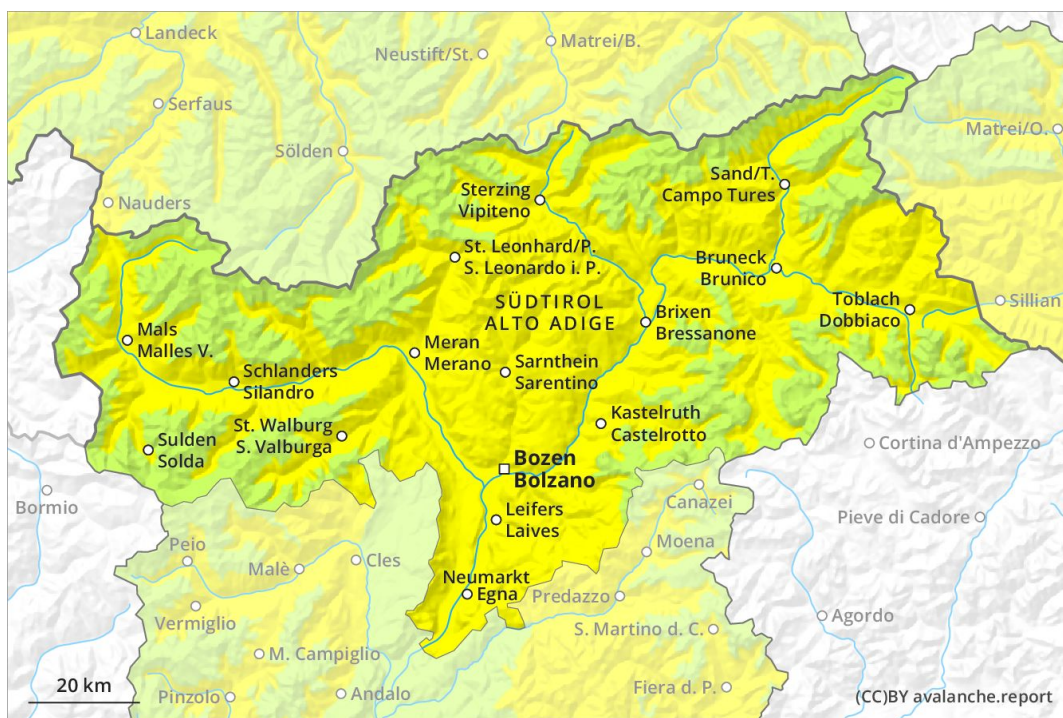 Landeck
Neustift/St.
Matrei/B.
Serfaus
Matrei/O.
Sölden
Sand/T.
Campo Tures
Sterzing
Vipiteno
Nauders
St. Leonhard/P.
S. Leonardo i. P.
Bruneck
Brunico
SÜDTIROL
ALTO ADIGE
Toblach
Dobbiaco
Sillian
Brixen
Bressanone
Mals
Malles V.
Meran
Merano
Sarnthein
Sarentino
Schlanders
Silandro
Kastelruth
Castelrotto
St. Walburg
S. Valburga
Sulden
Solda
Cortina d'Ampezzo
Bozen
Bolzano
Bormio
Canazei
Leifers
Laives
Pieve di Cadore
Moena
Peio
Cles
Malè
Neumarkt
Egna
Predazzo
Vermiglio
Agordo
S. Martino d. C.
M. Campiglio
20 km
Pinzolo
Andalo
Fiera d. P.
(CC)BY avalanche.report